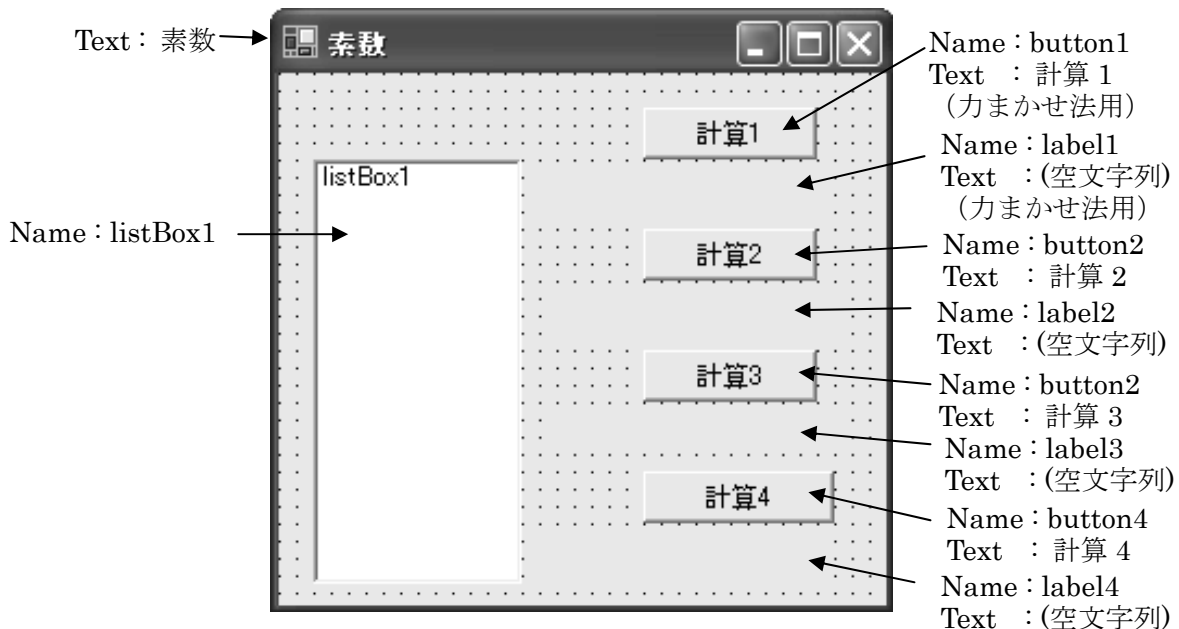 Text： 素数
素数
Name：button1
Text ：計算 1
（力まかせ法用）
計算1
Name：label1
Text ：(空文字列)
（力まかせ法用）
listBox1
Name：listBox1
Name：button2
Text ：計算 2
計算2
Name：label2
Text ：(空文字列)
計算3
Name：button2
Text ：計算 3
Name：label3
Text ：(空文字列)
計算4
Name：button4
Text ：計算 4
Name：label4
Text ：(空文字列)